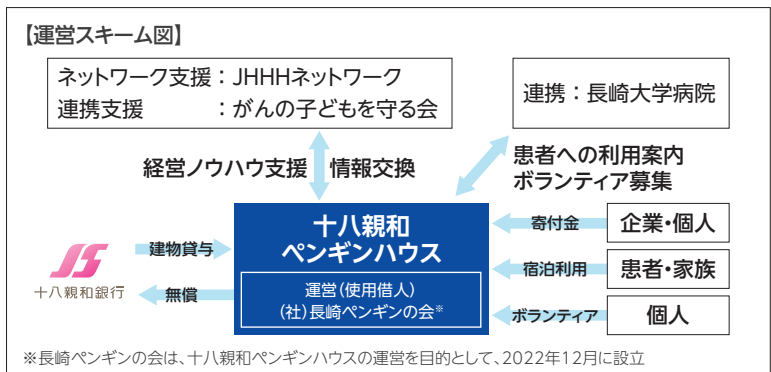 【運営スキーム図】
ネットワーク支援：JHHHネットワーク
連携支援　　　　：がんの子どもを守る会
連携：長崎大学病院
経営ノウハウ支援
情報交換
患者への利用案内
ボランティア募集
JS
十八親和銀行
建物貸与
無償
十八親和
ペンギンハウス
運営（使用借人）
（社）長崎ペンギンの会※
寄付金
企業・個人
宿泊利用
患者・家族
ボランティア
個人
※長崎ペンギンの会は、十八親和ペンギンハウスの運営を目的として、2022年12月に設立